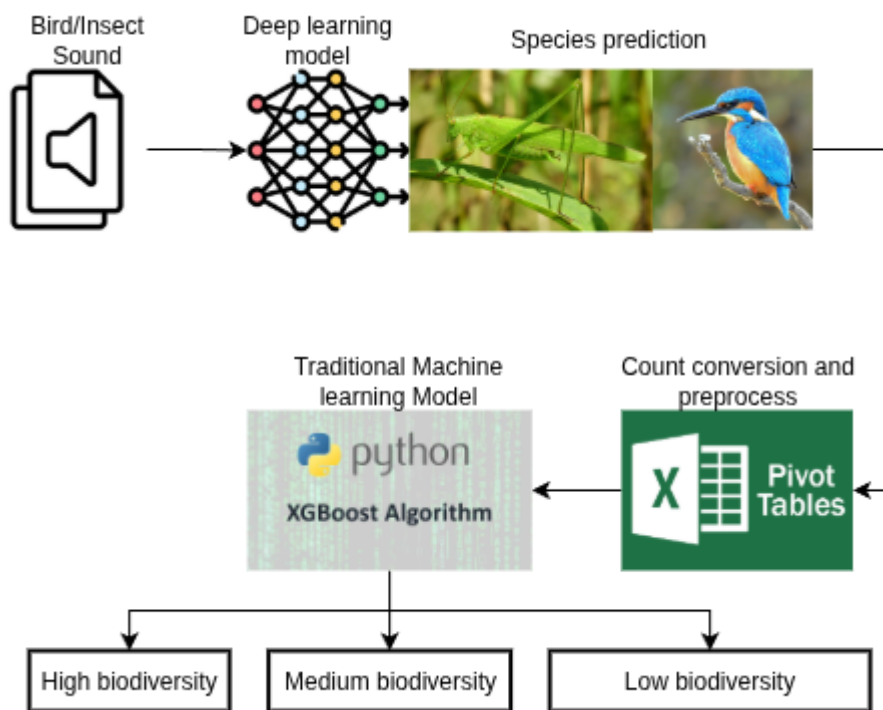 Bird/Insect
Sound
Deep learning
model
Species prediction
Traditional Machine
learning Model
Count conversion and
preprocess
python
XGBoost Algorithm
X
Pivot
Tables
High biodiversity
Medium biodiversity
Low biodiversity